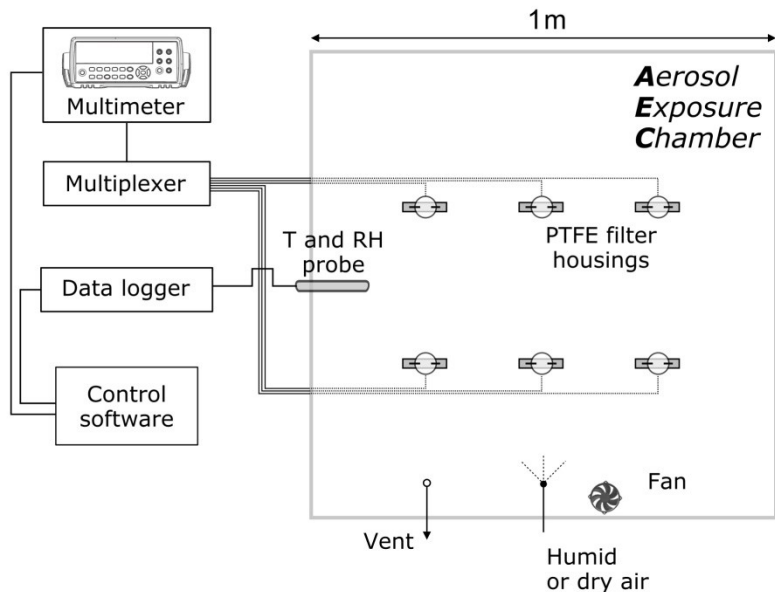 1m
Aerosol
Exposure
Chamber
Multimeter
Multiplexer
T and RH
probe
PTFE filter
housings
Data logger
Control
software
Fan
Vent
Humid
or dry air